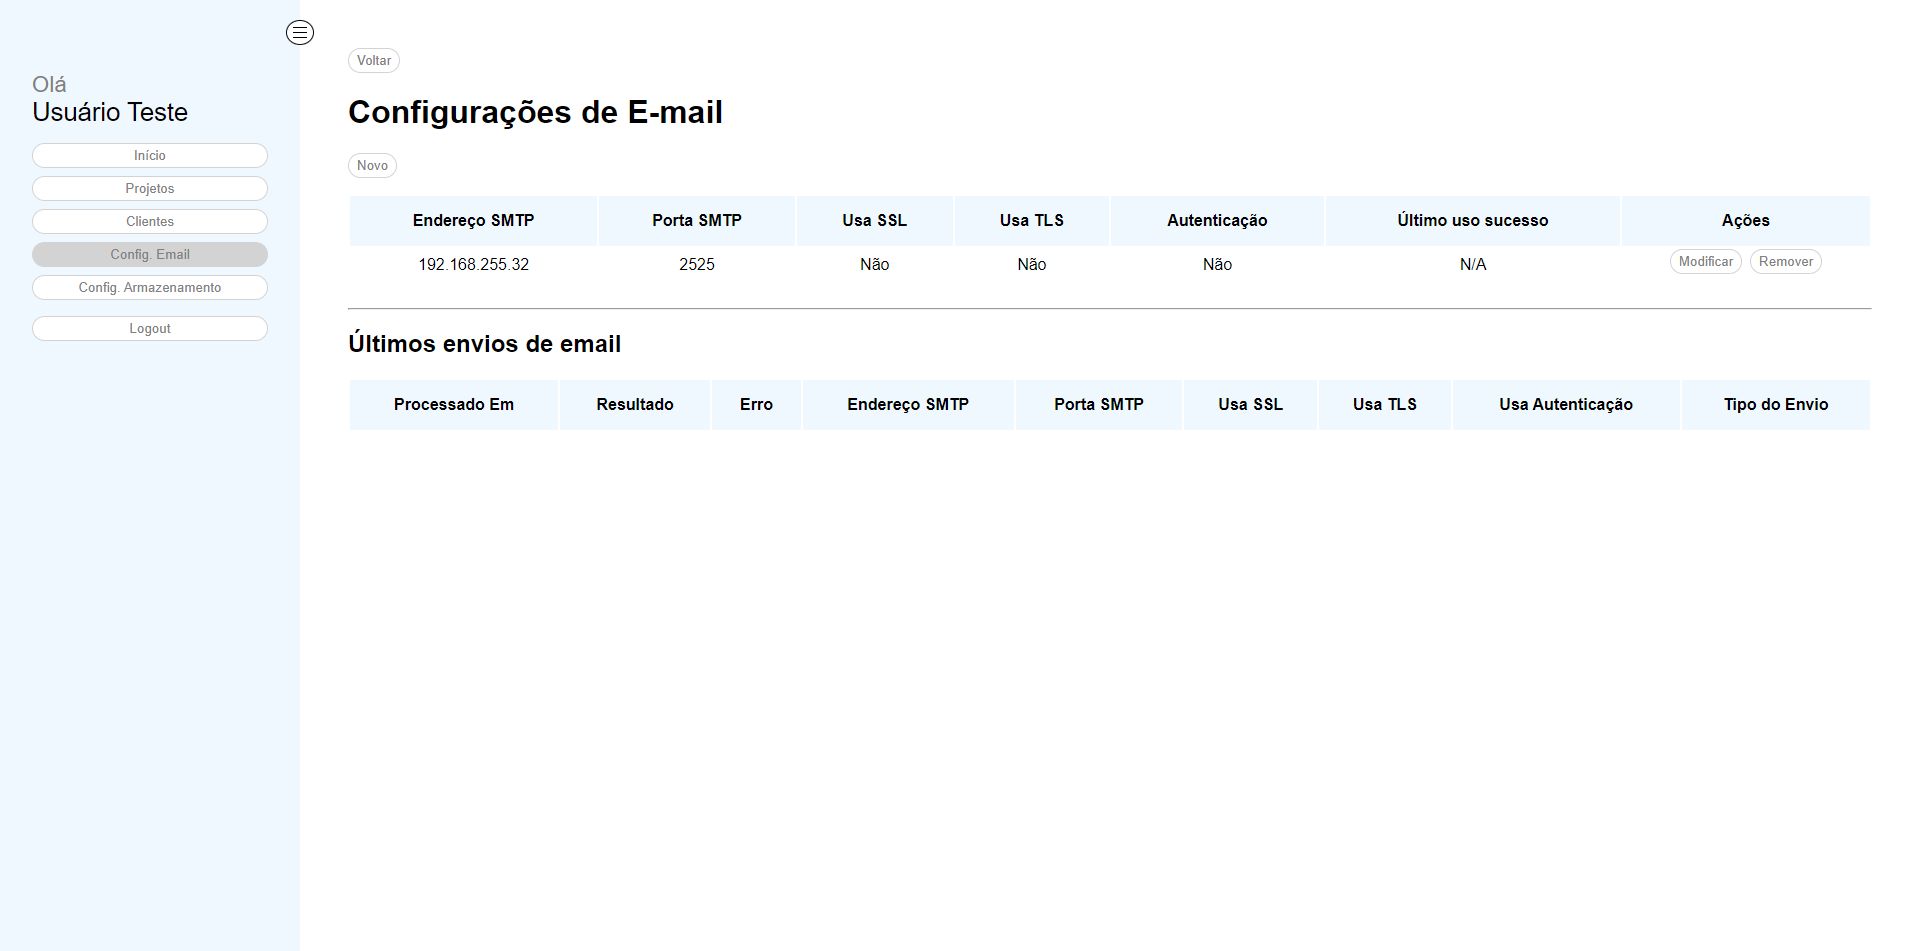 Olá
Usuário Teste
Início
Projetos
Clientes
Config. Email
Config. Armazenamento
Logout
Voltar
Configurações de E-mail
Novo
Endereço SMTP Porta SMTP Usa SSL Usa TLS Autenticação Último uso sucesso Ações
192.168.255.32 2525 Não Não Não N/A Modificar Remover
Últimos envios de email
Processado Em Resultado Erro Endereço SMTP Porta SMTP Usa SSL Usa TLS Usa Autenticação Tipo do Envio